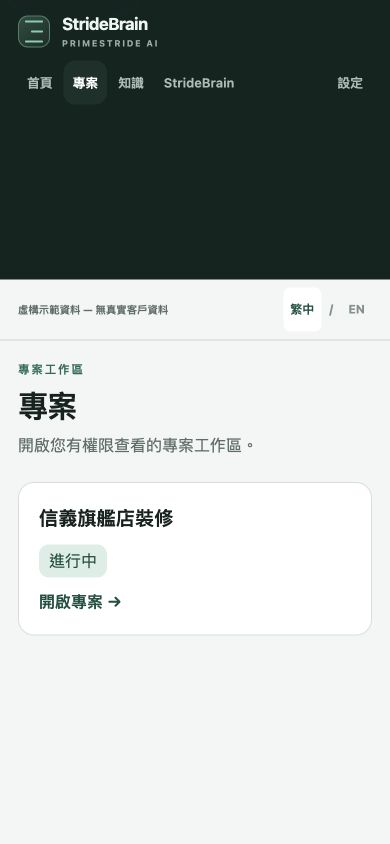 StrideBrain
PRIMESTRIDE AI
首頁 專案 知識 StrideBrain 設定
虛構示範資料 — 無真實客戶資料 繁中 / EN
專案工作區
專案
開啟您有權限查看的專案工作區。
信義旗艦店裝修
進行中
開啟專案 →